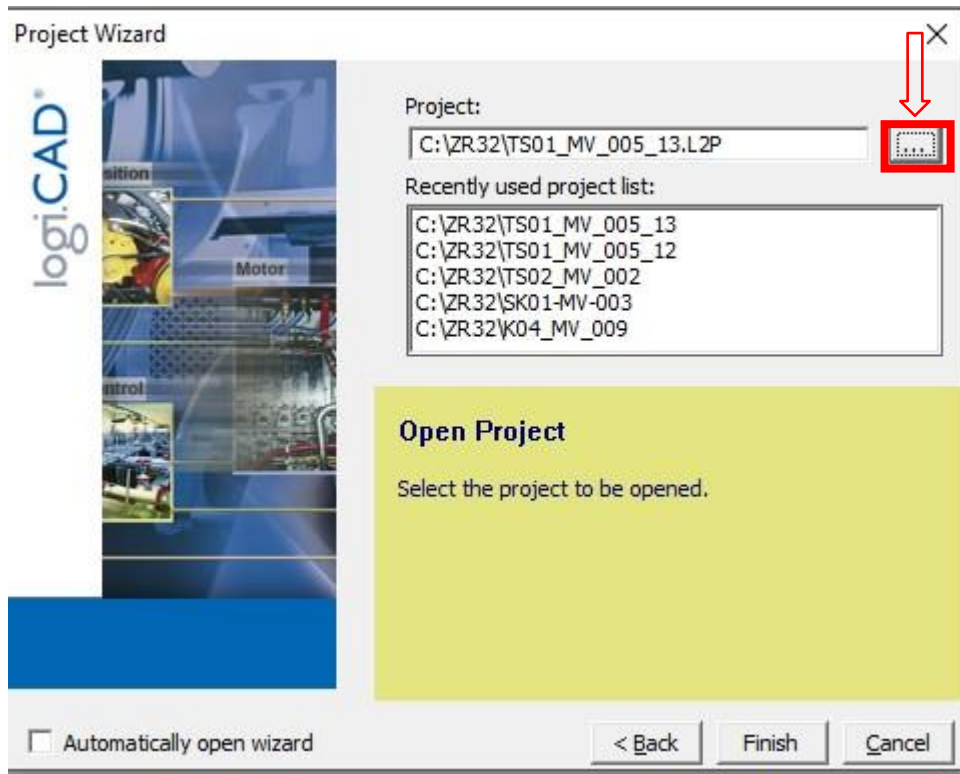 Project Wizard
logi.CAD
sition
Motor
ntrol
Project:
C:\ZR32\TS01_MV_005_13.L2P
...
Recently used project list:
C:\ZR32\TS01_MV_005_13
C:\ZR32\TS01_MV_005_12
C:\ZR32\TS02_MV_002
C:\ZR32\SK01-MV-003
C:\ZR32\K04_MV_009
Open Project
Select the project to be opened.
Automatically open wizard
< Back
Finish
Cancel